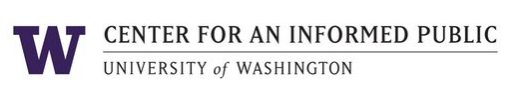 W
CENTER FOR AN INFORMED PUBLIC
UNIVERSITY of WASHINGTON